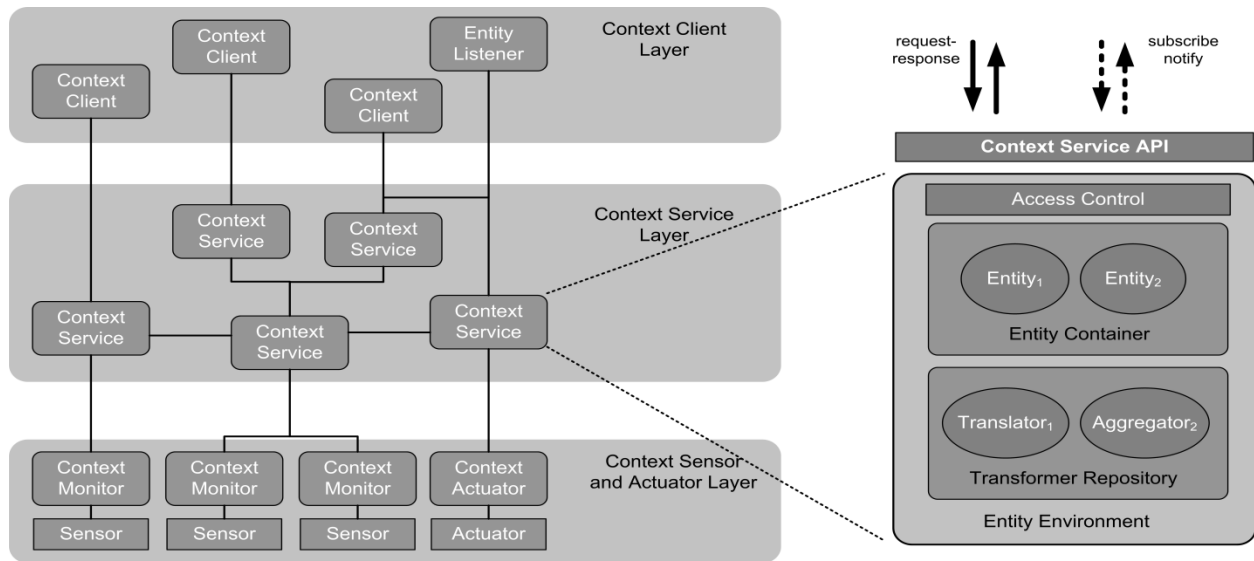 Context
Client
Context
Client
Context
Client
Entity
Listener
Context Client
Layer
Context
Service
Context
Service
Context Service
Layer
Context
Service
Context
Service
Context
Service
Context
Monitor
Context
Monitor
Context
Monitor
Context
Actuator
Context Sensor
and Actuator Layer
Sensor
Sensor
Sensor
Actuator
request-
response
subscribe
notify
Context Service API
Access Control
Entity₁
Entity₂
Entity Container
Translator₁
Aggregator₂
Transformer Repository
Entity Environment